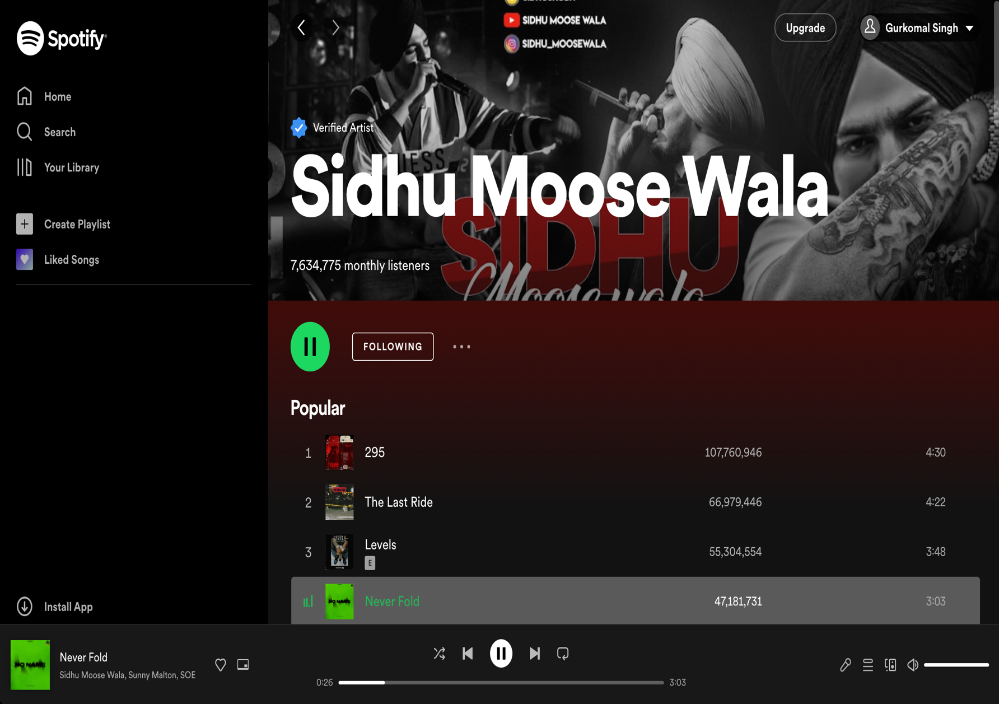 Spotify
Home
Search
Your Library
Create Playlist
Liked Songs
Install App
SIDHU MOOSE WALA
SIDHU_MOOSEWALA
Upgrade
Gurkomal Singh
Verified Artist
Sidhu Moose Wala
SIDHU
Moosewala
7,634,775 monthly listeners
FOLLOWING
Popular
1 295 107,760,946 4:30
2 The Last Ride 66,979,446 4:22
3 Levels 55,304,554 3:48
E
NO NAME Never Fold 47,181,731 3:03
NO NAME
Never Fold
Sidhu Moose Wala, Sunny Malton, SOE
0:26 3:03